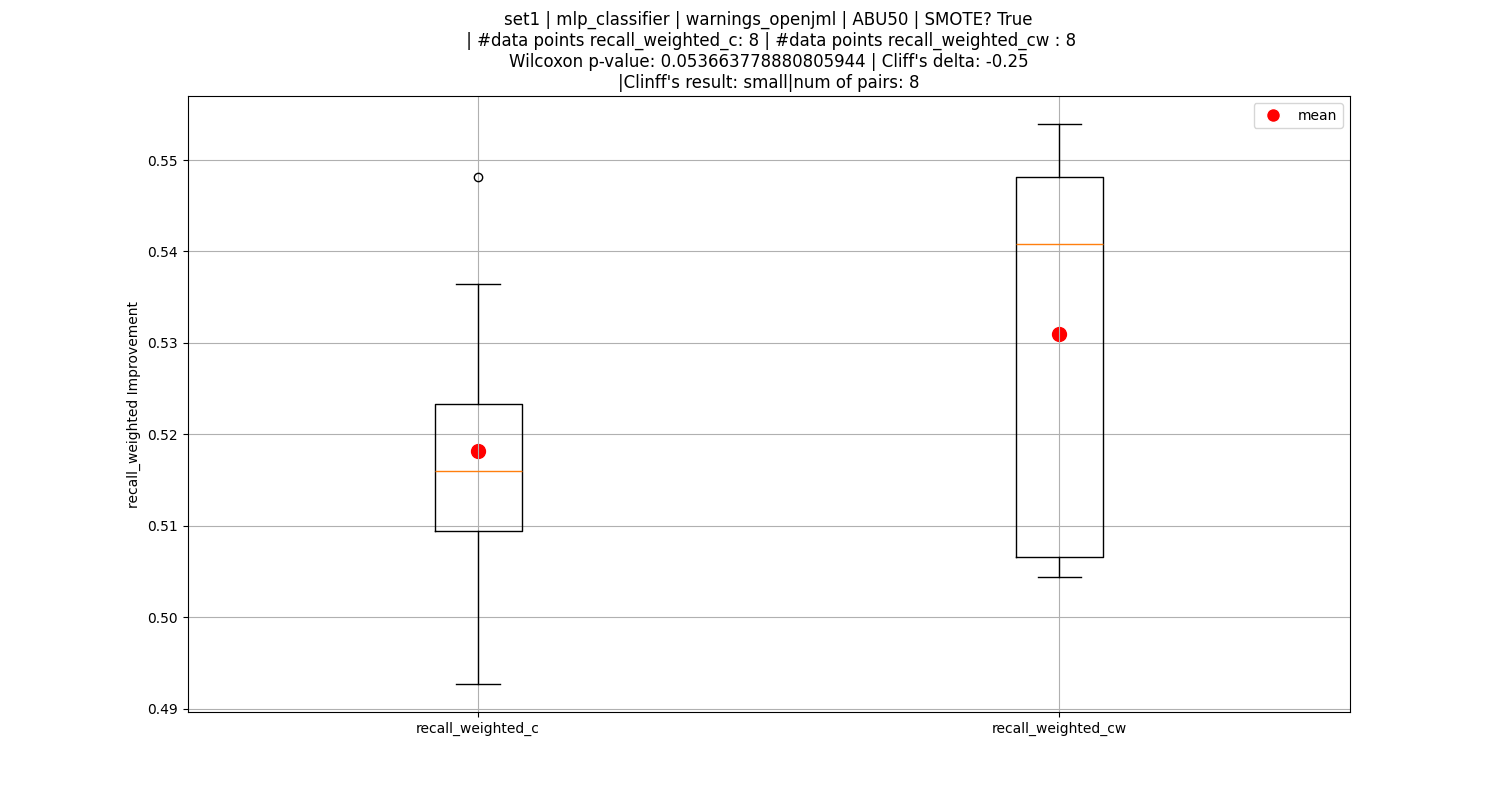 set1 | mlp_classifier | warnings_openjml | ABU50 | SMOTE? True
| #data points recall_weighted_c: 8 | #data points recall_weighted_cw : 8
Wilcoxon p-value: 0.053663778880805944 | Cliff's delta: -0.25
|Clinff's result: small|num of pairs: 8
mean
recall_weighted Improvement
0.55
0.54
0.53
0.52
0.51
0.50
0.49
recall_weighted_c
recall_weighted_cw